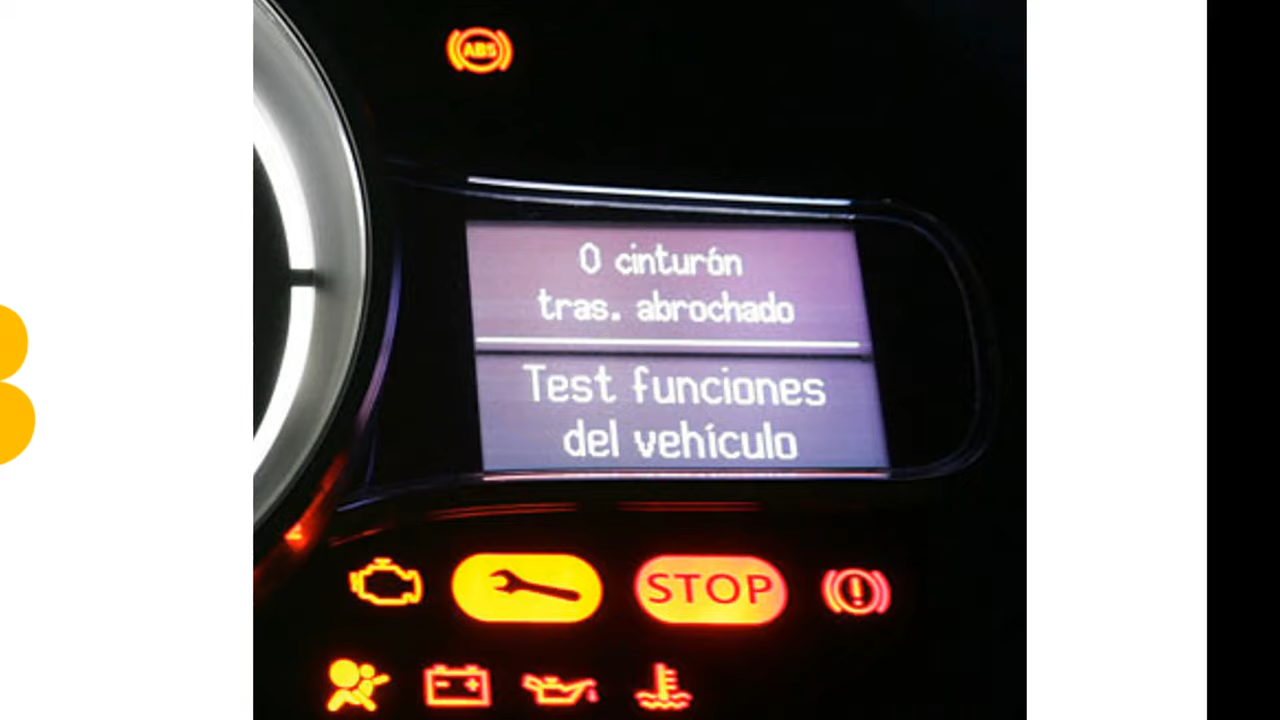 ABS
0 cinturón
tras. abrochado
Test funciones
del vehículo
STOP